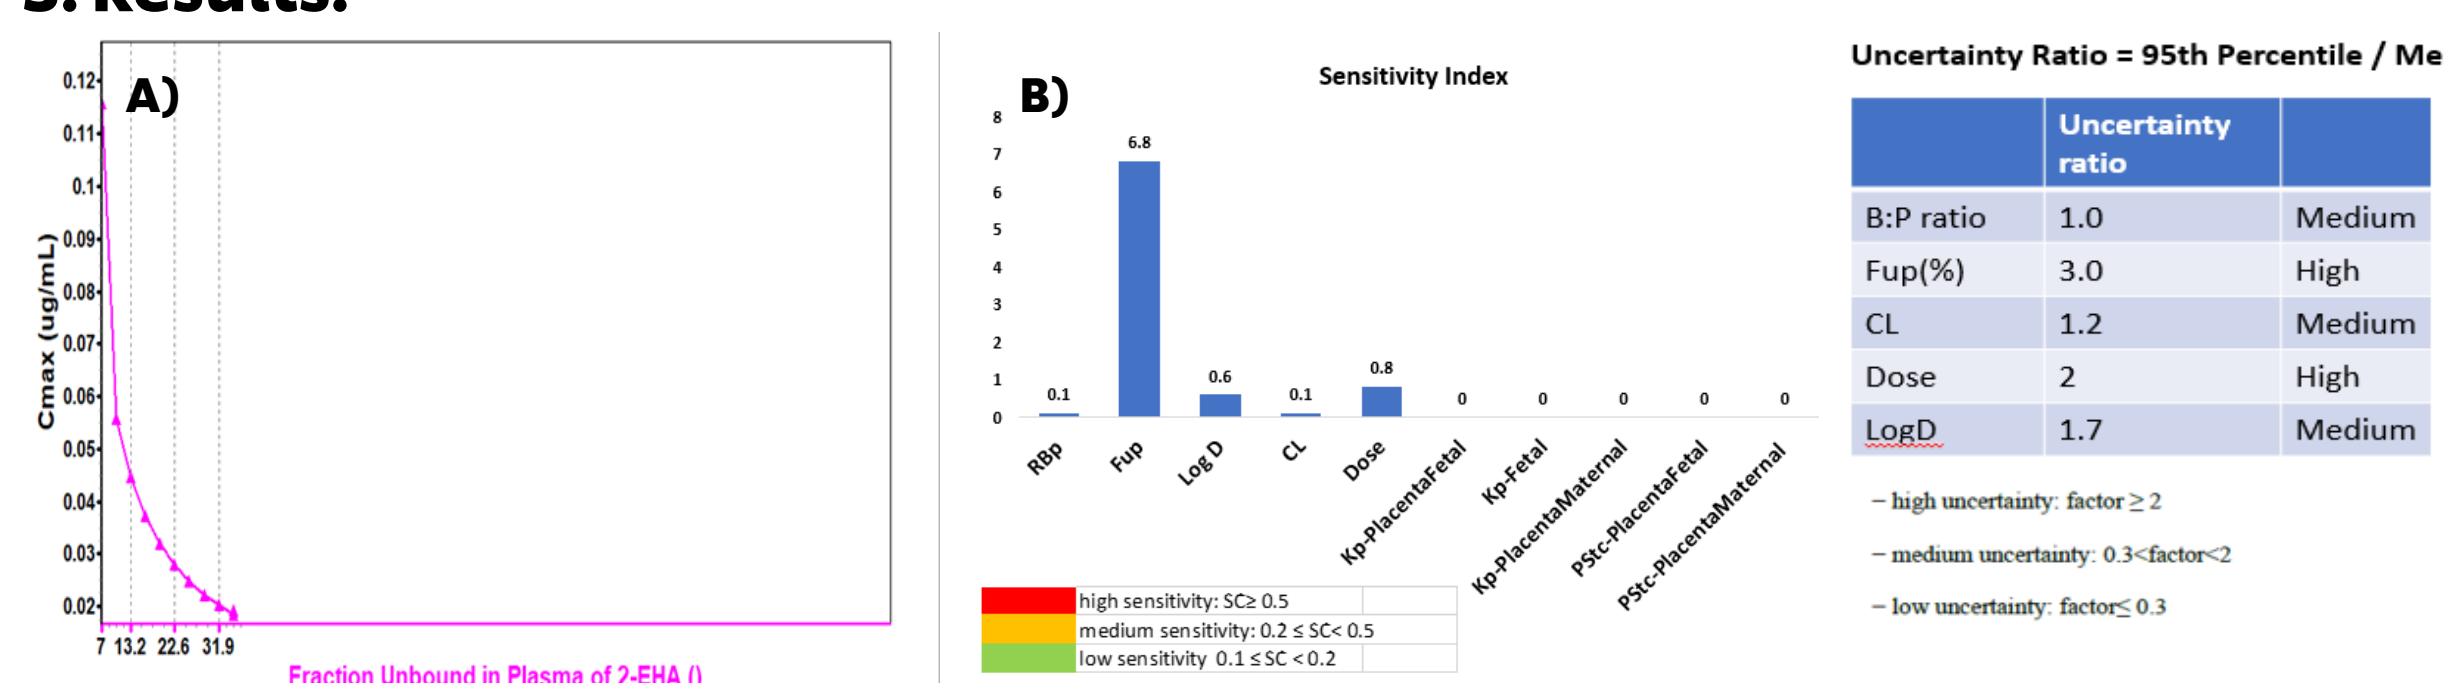 3. Results:
A)
0.12
0.11
0.1
0.09
0.08
0.07
0.06
0.05
0.04
0.03
0.02
Cmax (ug/mL)
7 13.2 22.6 31.9
Fraction Unbound in Plasma of 2-EHA ()
B)
Sensitivity Index
8
7
6
5
4
3
2
1
0
0.1
6.8
0.6
0.1
0.8
0
0
0
0
0
RBp
Fup
Log D
CL
Dose
Kp-PlacentaFetal
Kp-Fetal
Kp-PlacentaMaternal
PStc-PlacentaFetal
PStc-PlacentaMaternal
high sensitivity: SC≥ 0.5
medium sensitivity: 0.2 ≤ SC< 0.5
low sensitivity 0.1 ≤ SC < 0.2
Uncertainty Ratio = 95th Percentile / Me
Uncertainty
ratio
B:P ratio 1.0 Medium
Fup(%) 3.0 High
CL 1.2 Medium
Dose 2 High
LogD 1.7 Medium
– high uncertainty: factor ≥ 2
– medium uncertainty: 0.3<factor<2
– low uncertainty: factor≤ 0.3